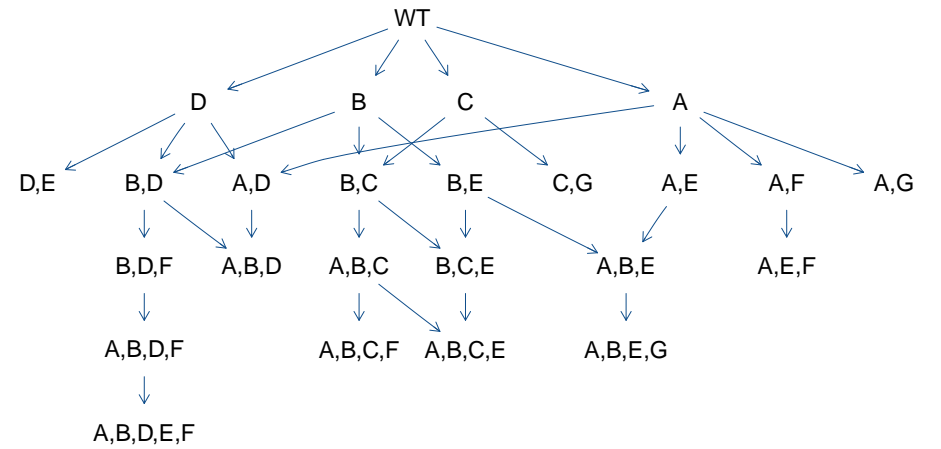 WT
D B C A
D,E B,D A,D B,C B,E C,G A,E A,F A,G
B,D,F A,B,D A,B,C B,C,E A,B,E A,E,F
A,B,D,F A,B,C,F A,B,C,E A,B,E,G
A,B,D,E,F